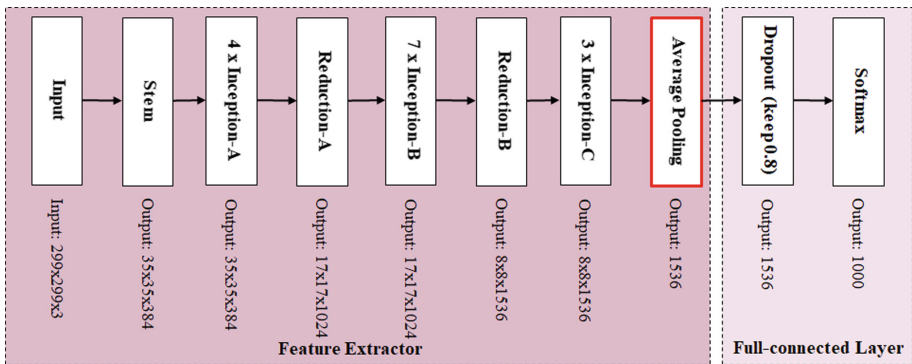 Input
Stem
4 x Inception-A
Reduction-A
7 x Inception-B
Reduction-B
3 x Inception-C
Average Pooling
Dropout (keep0.8)
Softmax
Input: 299x299x3
Output: 35x35x384
Output: 35x35x384
Output: 17x17x1024
Output: 17x17x1024
Output: 8x8x1536
Output: 8x8x1536
Output: 1536
Output: 1536
Output: 1000
Feature Extractor
Full-connected Layer